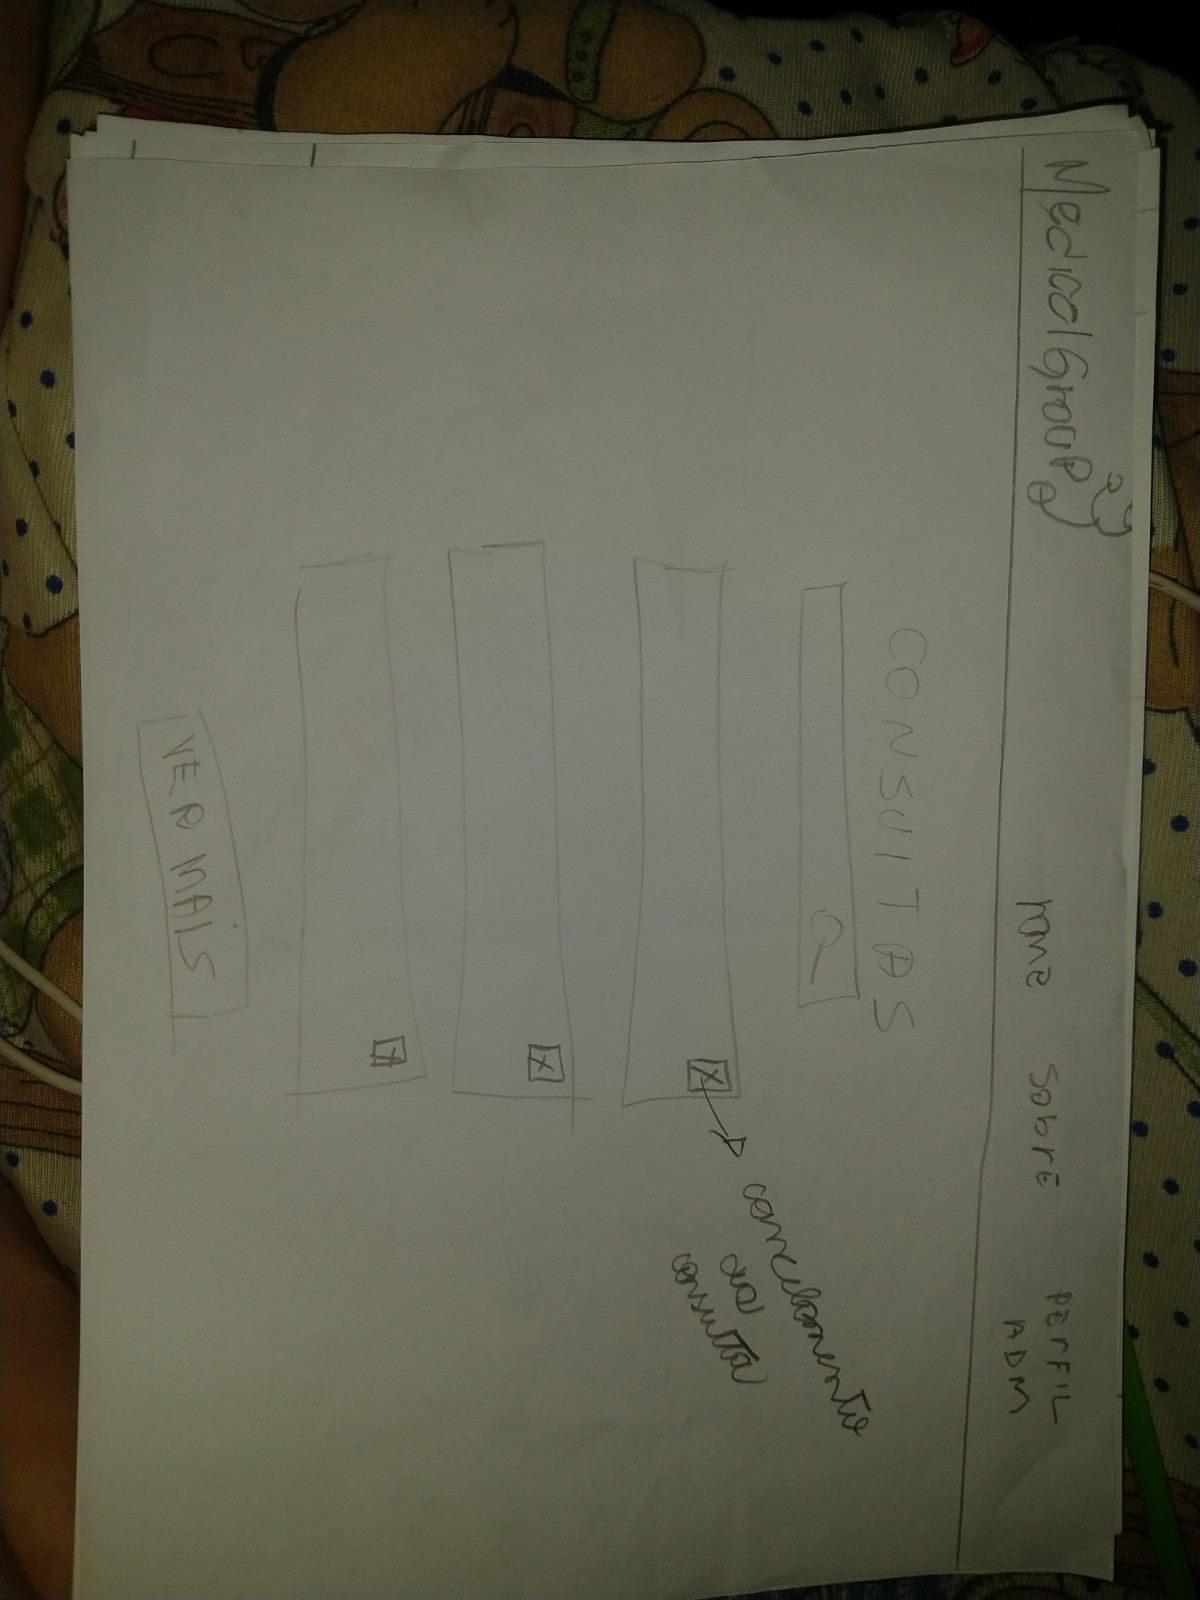 MedicalGroup
home sobre PerFIL
ADM
CONSULTAS
X
cancelamento
da
consulta
X
X
VER MAIS